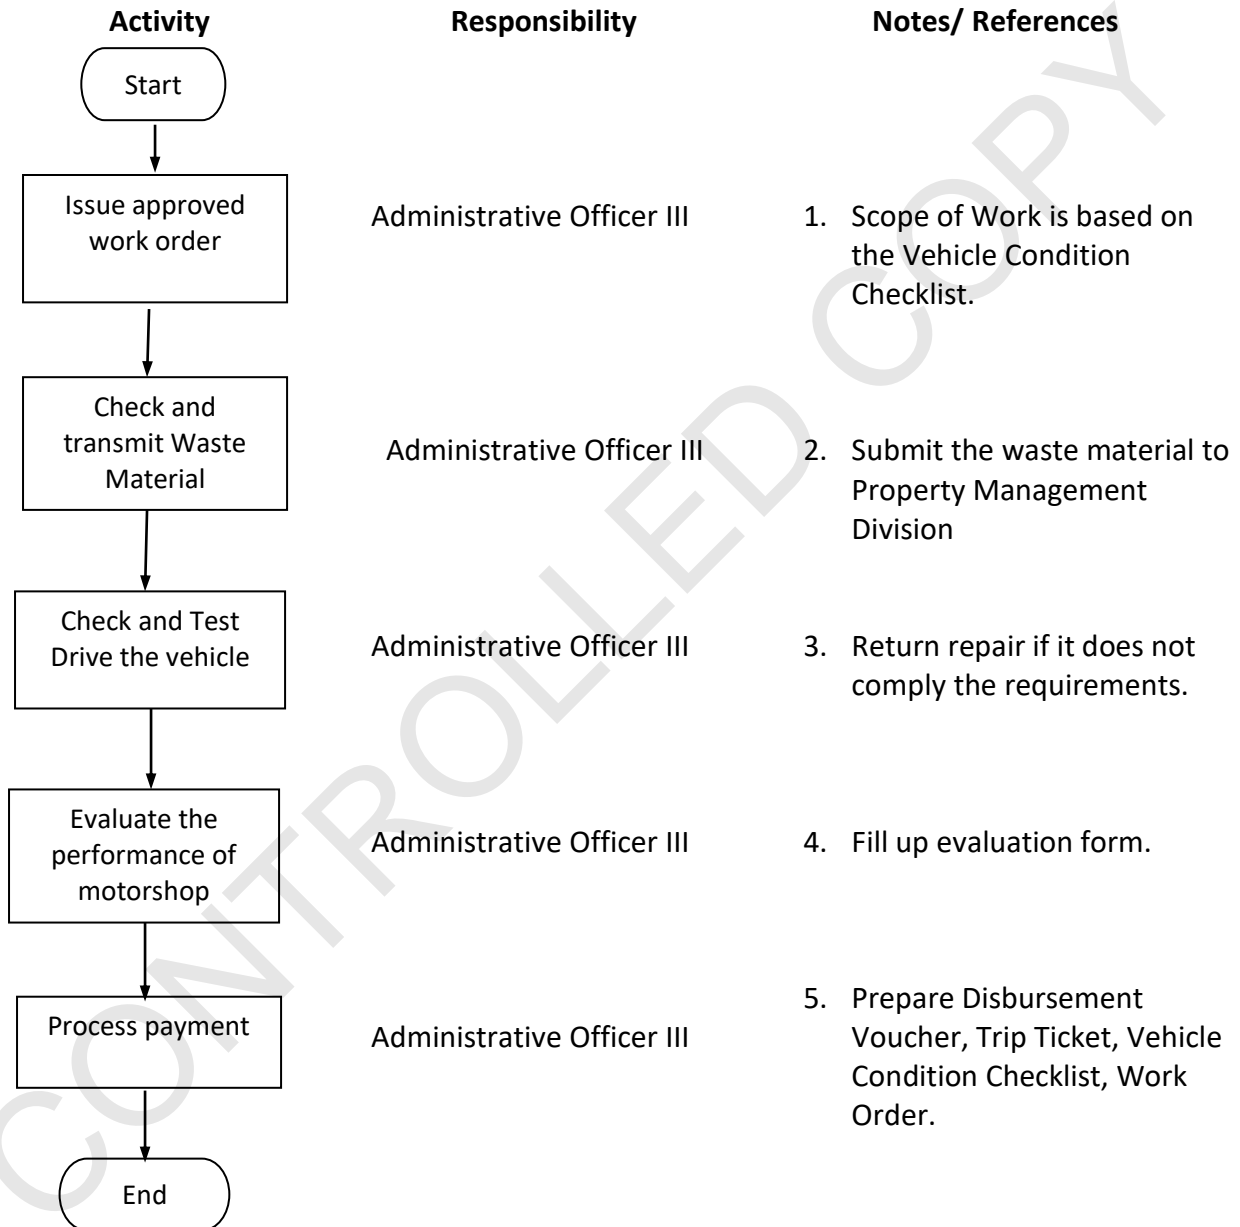 Activity Responsibility Notes/ References
Start
Issue approved
work order
Administrative Officer III
1. Scope of Work is based on
the Vehicle Condition
Checklist.
Check and
transmit Waste
Material
Administrative Officer III
2. Submit the waste material to
Property Management
Division
Check and Test
Drive the vehicle
Administrative Officer III
3. Return repair if it does not
comply the requirements.
Evaluate the
performance of
motorshop
Administrative Officer III
4. Fill up evaluation form.
Process payment
Administrative Officer III
5. Prepare Disbursement
Voucher, Trip Ticket, Vehicle
Condition Checklist, Work
Order.
End
CONTROLLED COPY